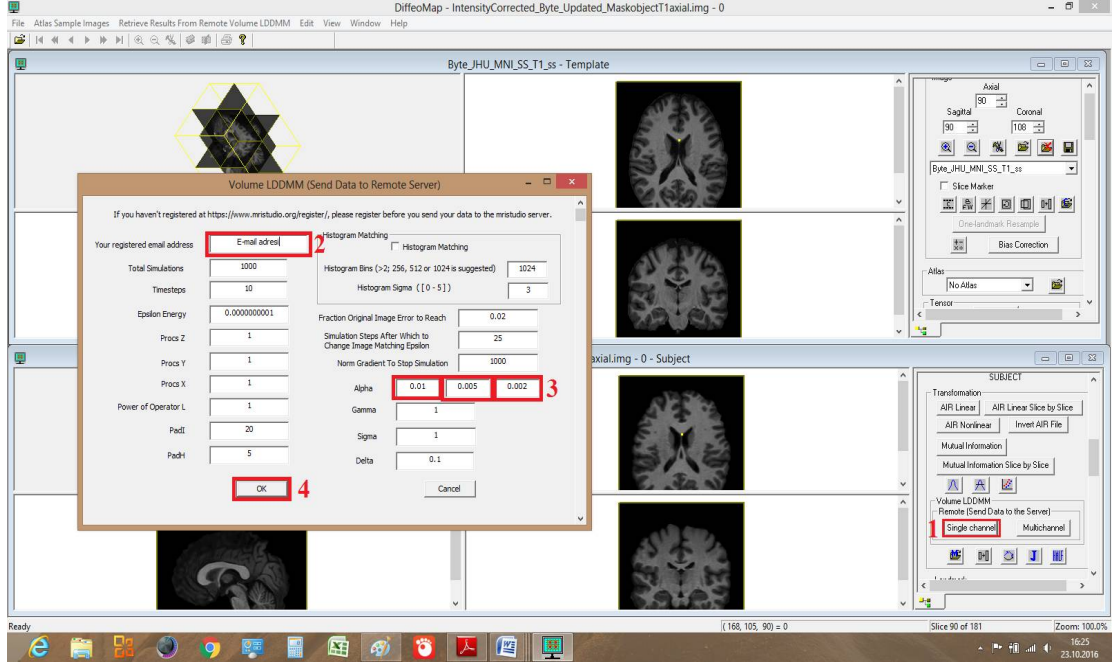 DiffeoMap - IntensityCorrected_Byte_Updated_MaskobjectT1axial.img - 0
File Atlas Sample Images Retrieve Results From Remote Volume LDDMM Edit View Window Help
Byte_JHU_MNI_SS_T1_ss - Template
Image
Axial
90
Sagittal Coronal
90 108
Byte_JHU_MNI_SS_T1_ss
Slice Marker
One-landmark Resample
Bias Correction
Atlas
No Atlas
Tensor
Volume LDDMM (Send Data to Remote Server)
If you haven't registered at https://www.mristudio.org/register/, please register before you send your data to the mristudio server.
Your registered email address E-mail adresi 2
Total Simulations 1000
Timesteps 10
Epsilon Energy 0.0000000001
Procs Z 1
Procs Y 1
Procs X 1
Power of Operator L 1
PadI 20
PadH 5
OK 4
Histogram Matching
Histogram Matching
Histogram Bins (>2; 256, 512 or 1024 is suggested) 1024
Histogram Sigma ([0 - 5]) 3
Fraction Original Image Error to Reach 0.02
Simulation Steps After Which to
Change Image Matching Epsilon 25
Norm Gradient To Stop Simulation 1000
Alpha 0.01 0.005 0.002 3
Gamma 1
Sigma 1
Delta 0.1
Cancel
axial.img - 0 - Subject
SUBJECT
Transformation
AIR Linear AIR Linear Slice by Slice
AIR Nonlinear Invert AIR File
Mutual Information
Mutual Information Slice by Slice
Volume LDDMM
Remote (Send Data to the Server)
1 Single channel Multichannel
Ready (168, 105, 90) = 0 Slice 90 of 181 Zoom: 100.0%
16:25
23.10.2016